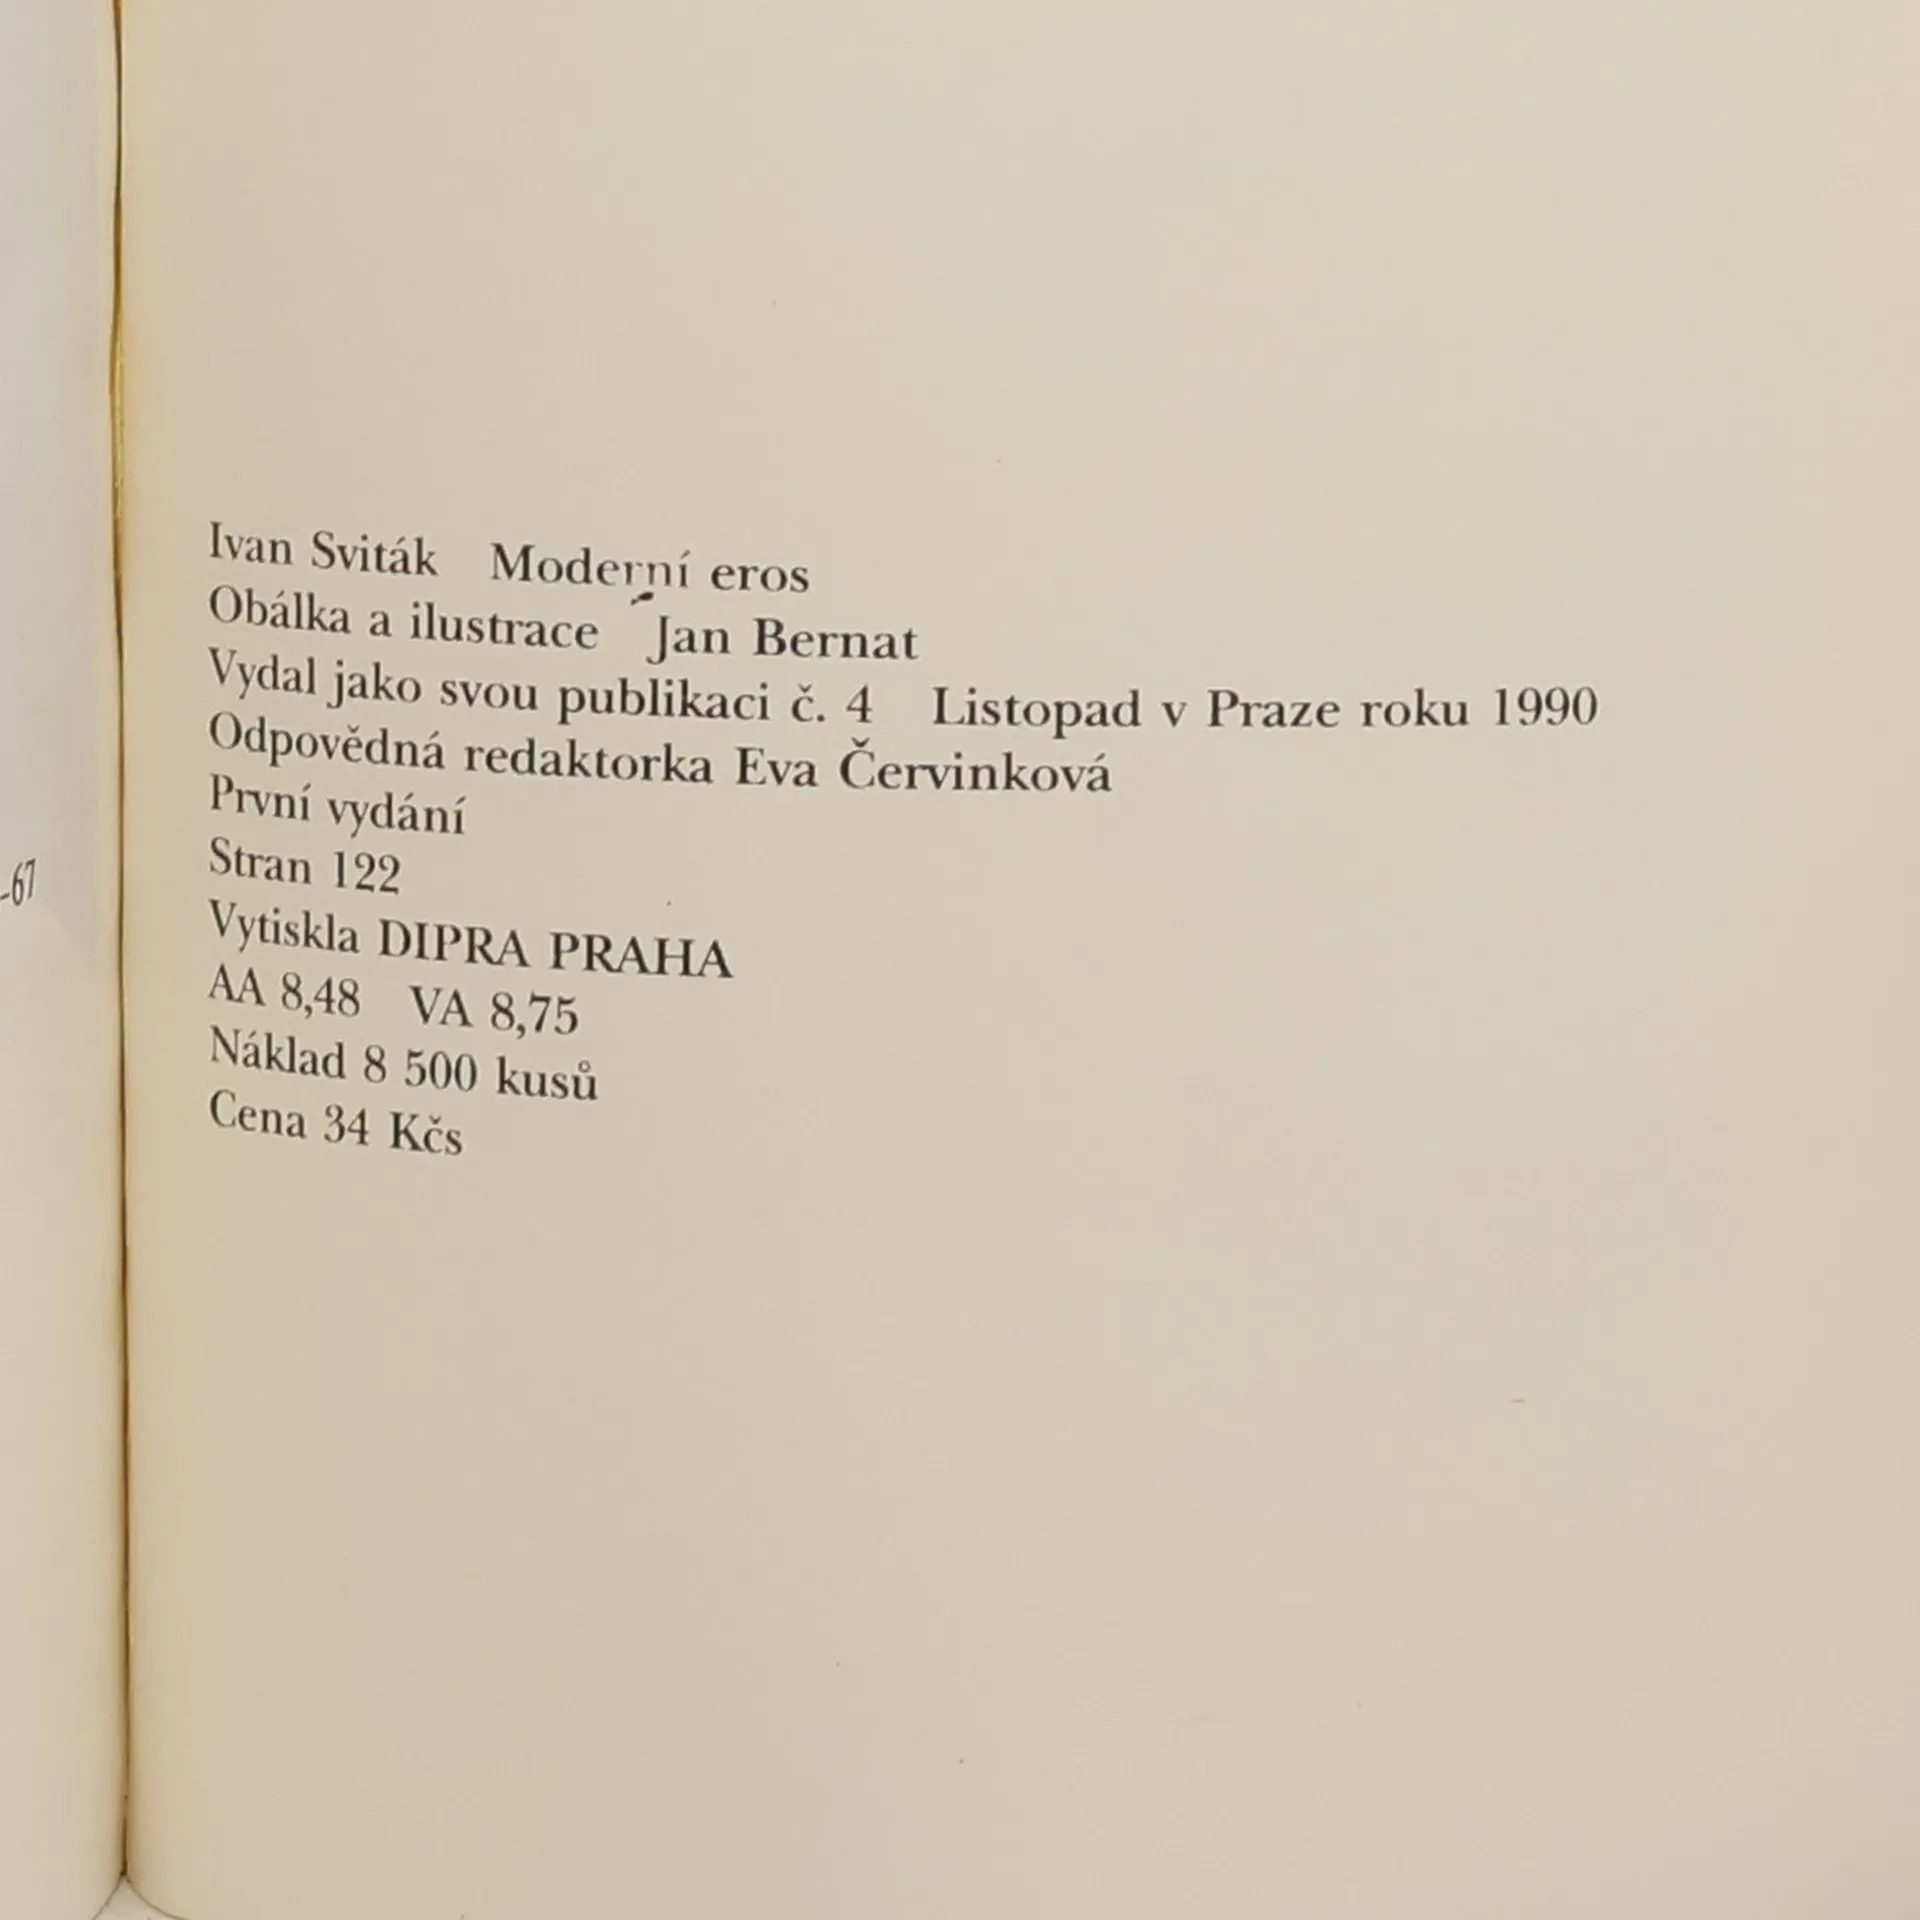 Ivan Sviták Moderní eros
Obálka a ilustrace Jan Bernat
Vydal jako svou publikaci č. 4 Listopad v Praze roku 1990
Odpovědná redaktorka Eva Červinková
První vydání
Stran 122
Vytiskla DIPRA PRAHA
AA 8,48 VA 8,75
Náklad 8 500 kusů
Cena 34 Kčs
-67